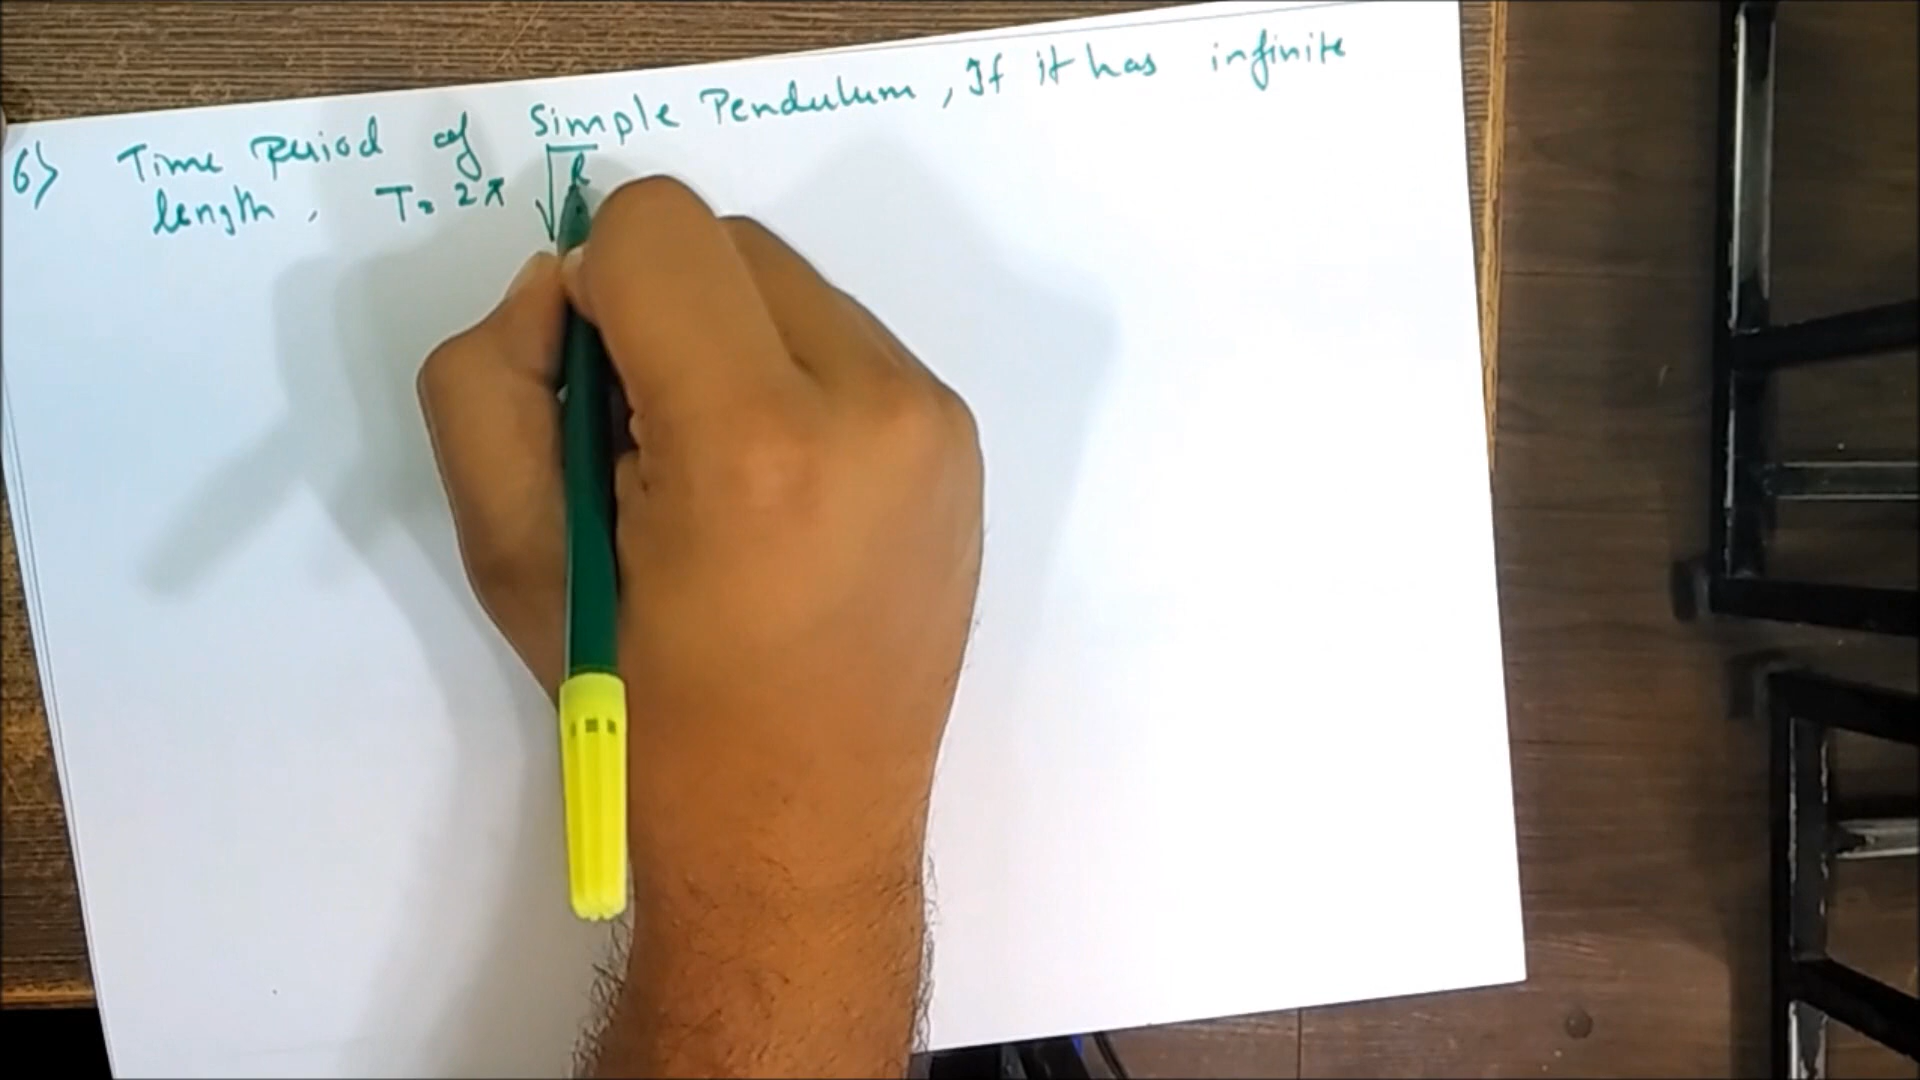 6) Time Period of Simple Pendulum, If it has infinite
length, T= 2π √R